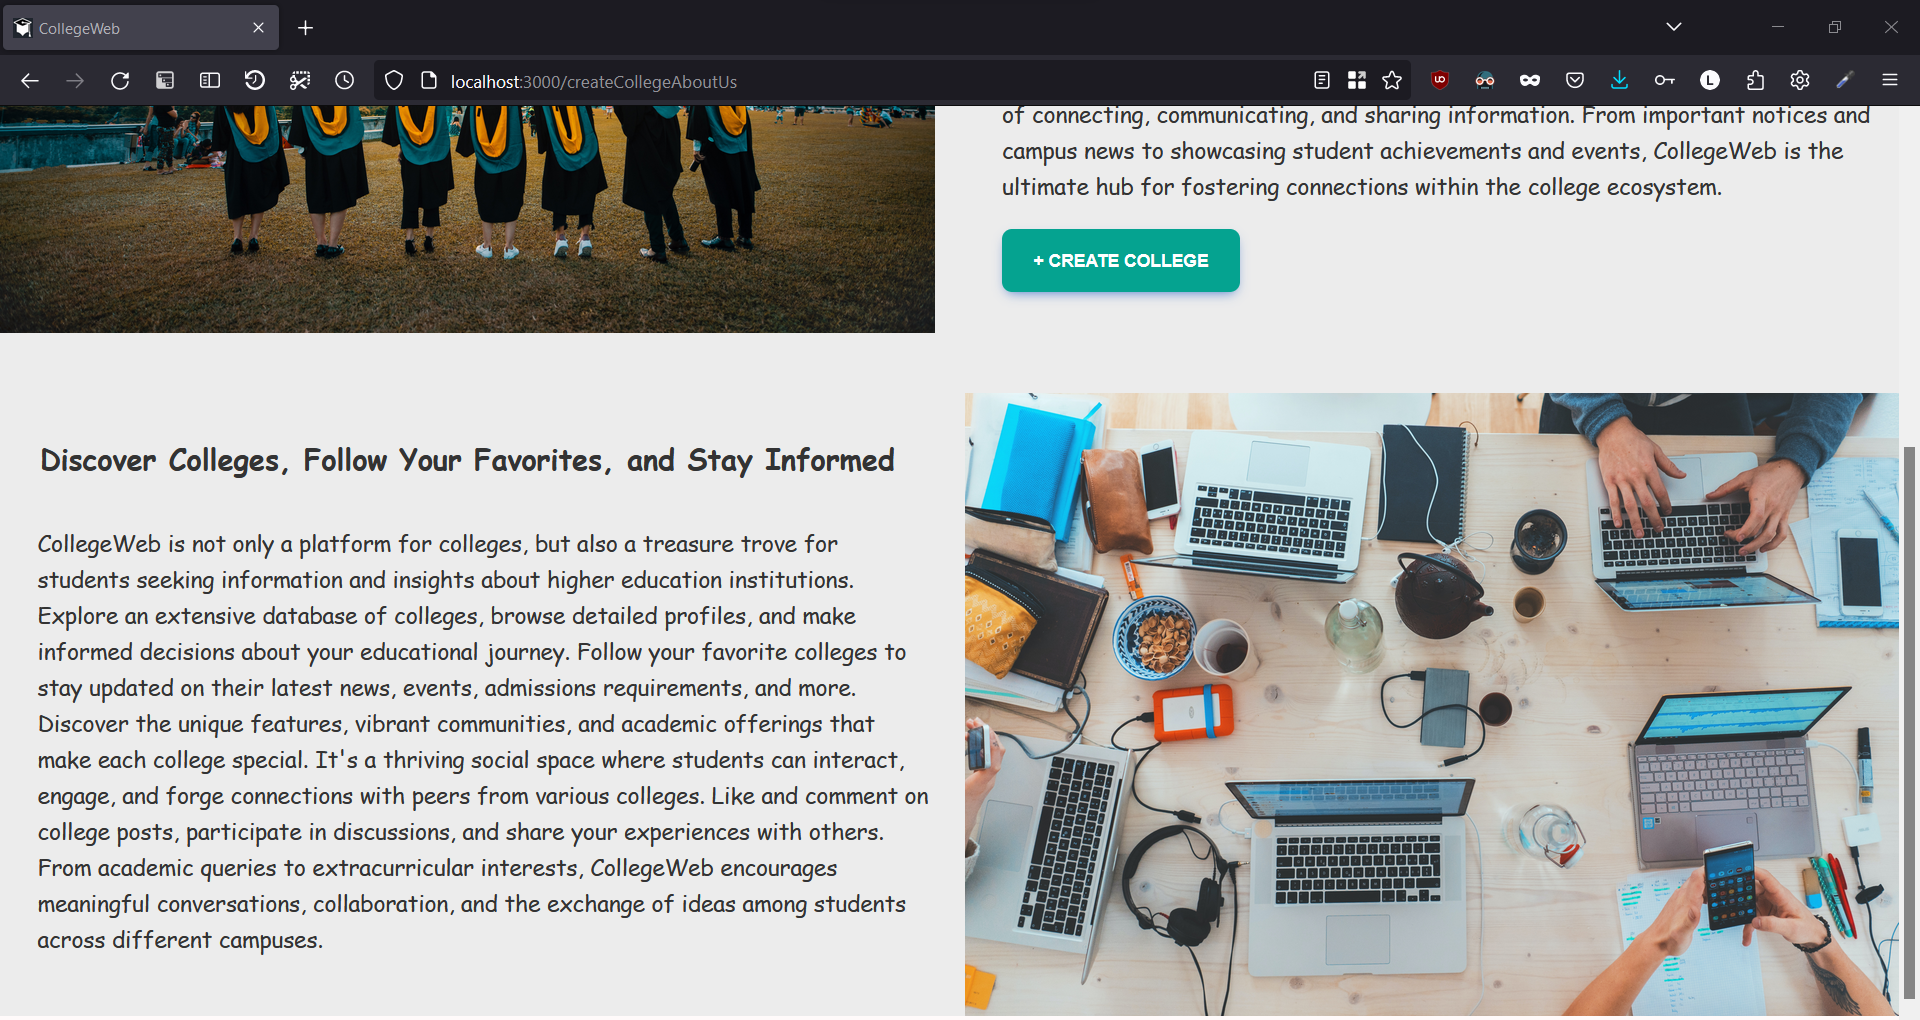 CollegeWeb
localhost:3000/createCollegeAboutUs
of connecting, communicating, and sharing information. From important notices and
campus news to showcasing student achievements and events, CollegeWeb is the
ultimate hub for fostering connections within the college ecosystem.
+ CREATE COLLEGE
Discover Colleges, Follow Your Favorites, and Stay Informed
CollegeWeb is not only a platform for colleges, but also a treasure trove for
students seeking information and insights about higher education institutions.
Explore an extensive database of colleges, browse detailed profiles, and make
informed decisions about your educational journey. Follow your favorite colleges to
stay updated on their latest news, events, admissions requirements, and more.
Discover the unique features, vibrant communities, and academic offerings that
make each college special. It's a thriving social space where students can interact,
engage, and forge connections with peers from various colleges. Like and comment on
college posts, participate in discussions, and share your experiences with others.
From academic queries to extracurricular interests, CollegeWeb encourages
meaningful conversations, collaboration, and the exchange of ideas among students
across different campuses.